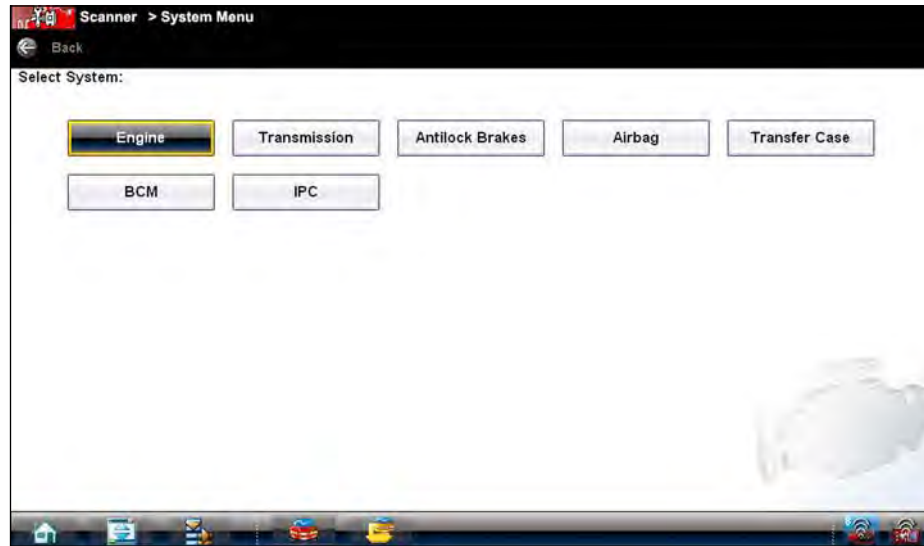 Scanner > System Menu
Back
Select System:
Engine Transmission Antilock Brakes Airbag Transfer Case
BCM IPC